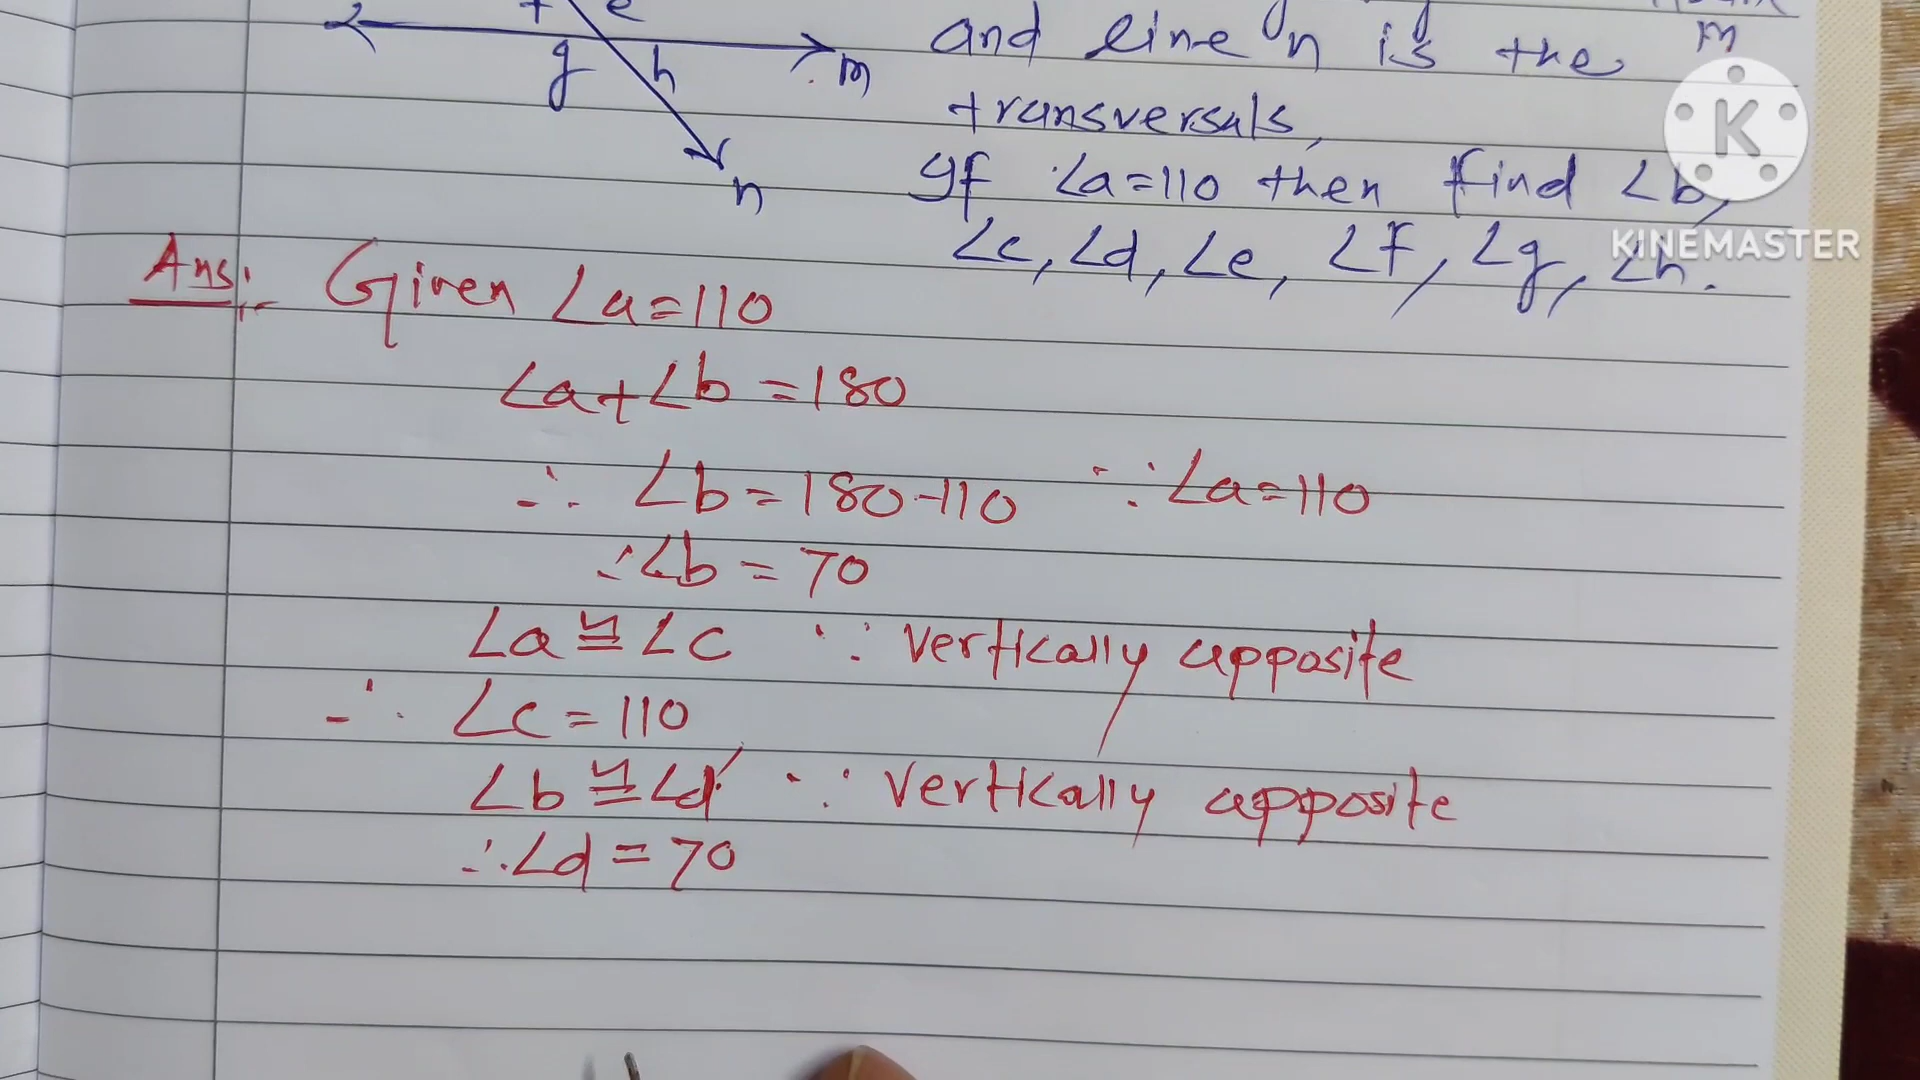 e
g h m
n
and line n is the m
transversals,
If ∠a=110 then find ∠b,
∠c, ∠d, ∠e, ∠f, ∠g, ∠h.
K
KINEMASTER
Ans:- Given ∠a=110
∠a+∠b=180
∴ ∠b=180-110 ∵ ∠a=110
∴∠b=70
∠a≅∠c ∵ vertically apposite
∴ ∠c=110
∠b≅∠d ∵ vertically apposite
∴∠d=70